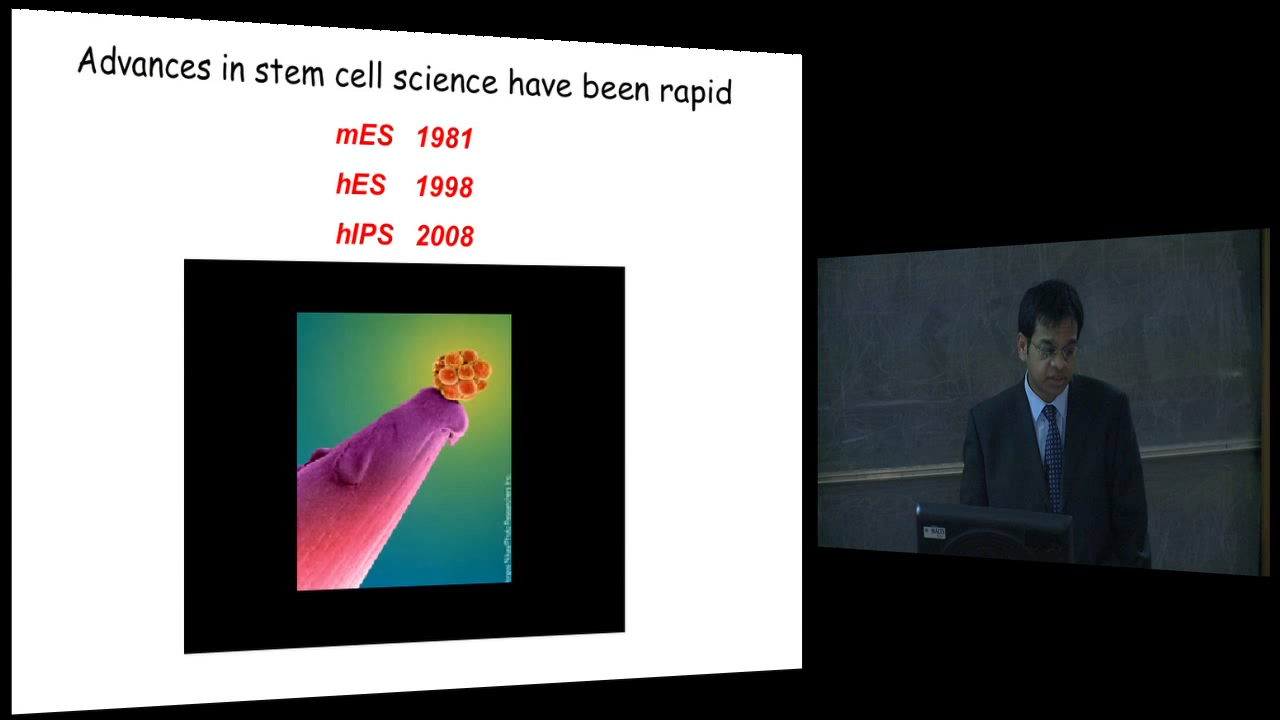 Advances in stem cell science have been rapid
mES 1981
hES 1998
hIPS 2008